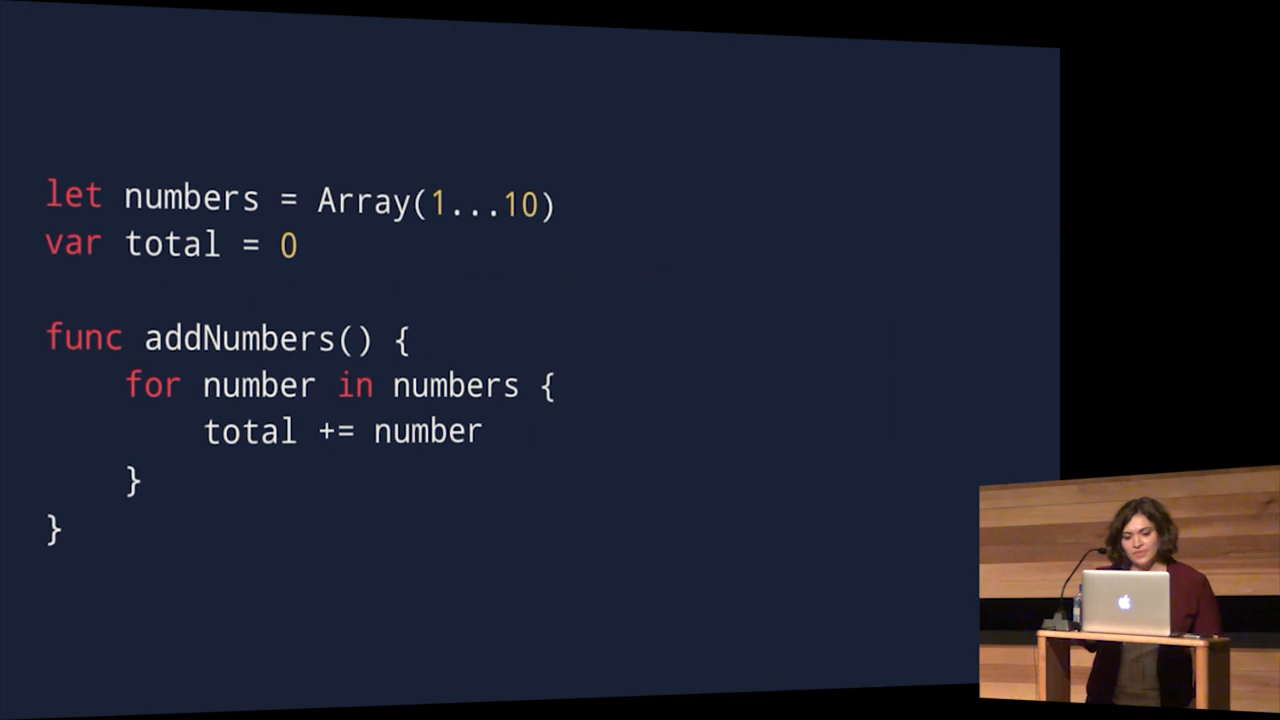 let numbers = Array(1...10)
var total = 0
func addNumbers() {
    for number in numbers {
        total += number
    }
}